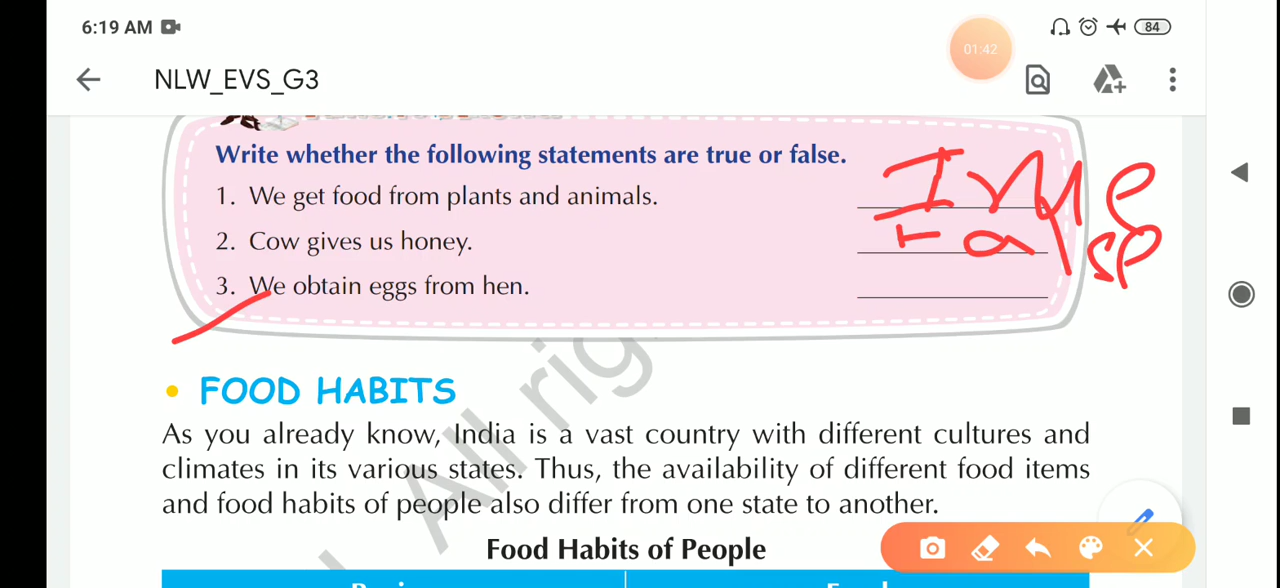 6:19 AM
84
01:42
NLW_EVS_G3
Write whether the following statements are true or false.
1. We get food from plants and animals. True
2. Cow gives us honey. False
3. We obtain eggs from hen.
• FOOD HABITS
As you already know, India is a vast country with different cultures and
climates in its various states. Thus, the availability of different food items
and food habits of people also differ from one state to another.
All rig
Food Habits of People